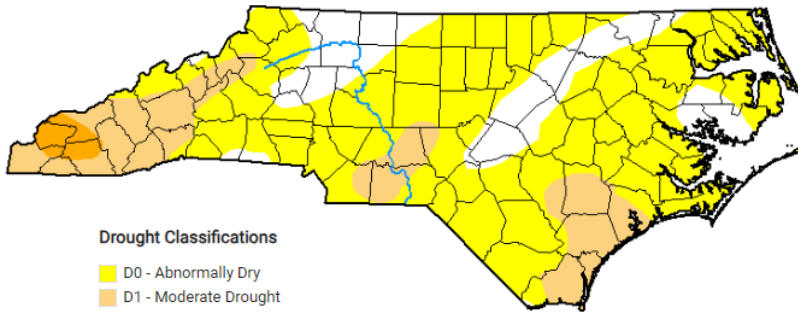 Drought Classifications
D0 - Abnormally Dry
D1 - Moderate Drought